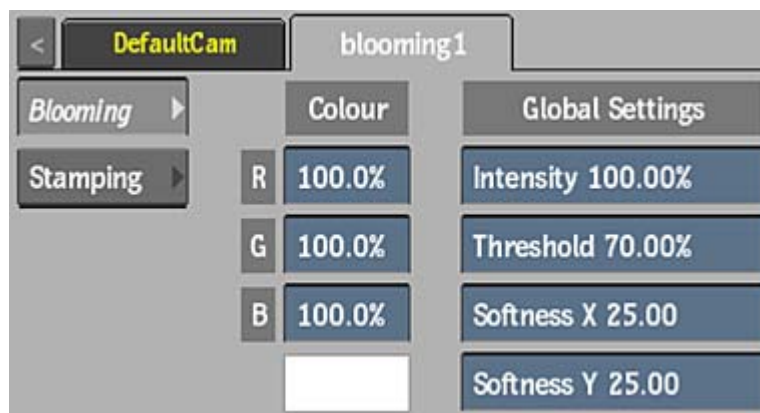 < DefaultCam blooming1
Blooming Colour Global Settings
Stamping R 100.0% Intensity 100.00%
G 100.0% Threshold 70.00%
B 100.0% Softness X 25.00
Softness Y 25.00